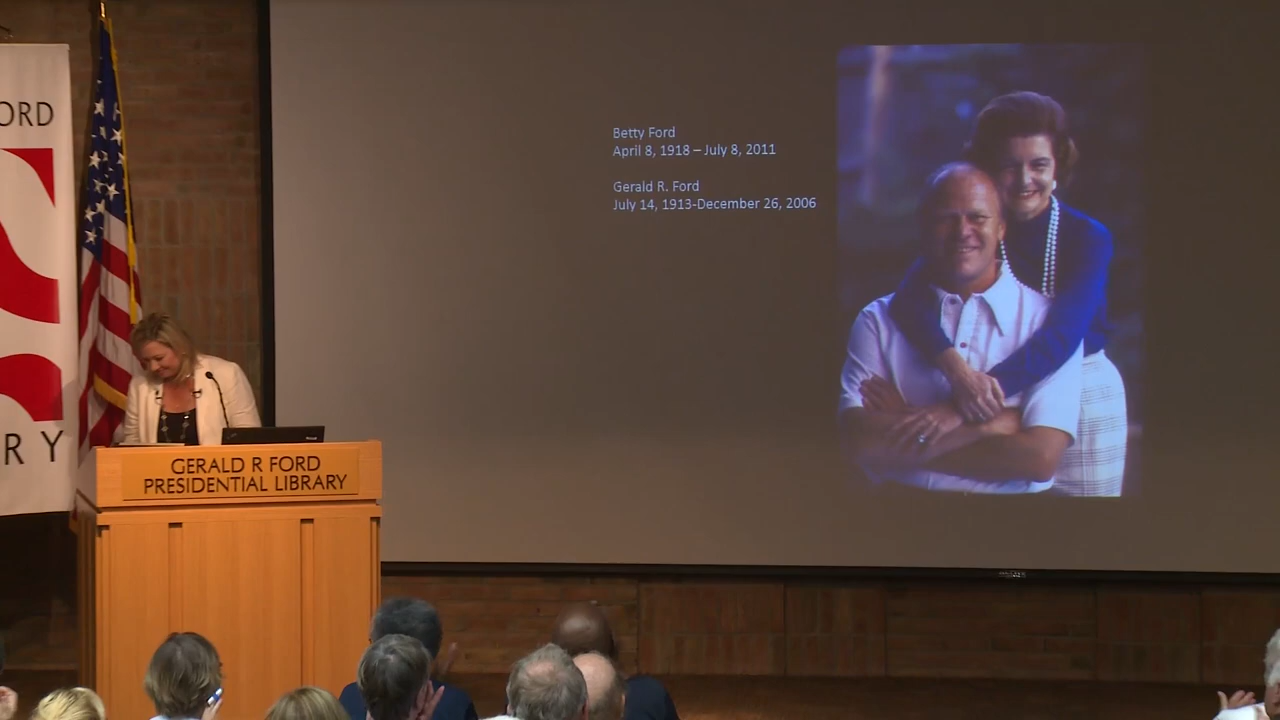 ORD
RY
Betty Ford
April 8, 1918 – July 8, 2011
Gerald R. Ford
July 14, 1913-December 26, 2006
GERALD R FORD
PRESIDENTIAL LIBRARY